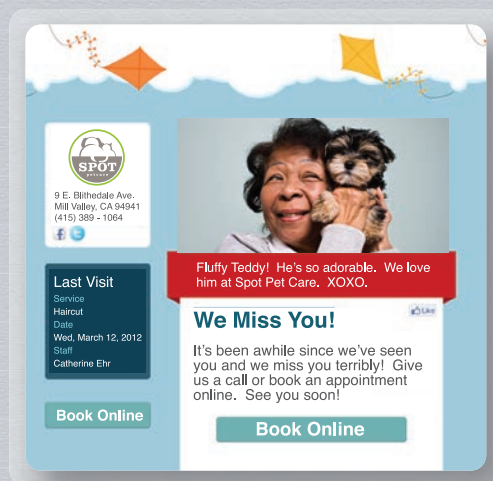 SPOT
petcare
9 E. Blithedale Ave.
Mill Valley, CA 94941
(415) 389 - 1064
Last Visit
Service
Haircut
Date
Wed, March 12, 2012
Staff
Catherine Ehr
Book Online
Fluffy Teddy!  He's so adorable.  We love
him at Spot Pet Care.  XOXO.
Like
We Miss You!
It's been awhile since we've seen
you and we miss you terribly!  Give
us a call or book an appointment
online.  See you soon!
Book Online